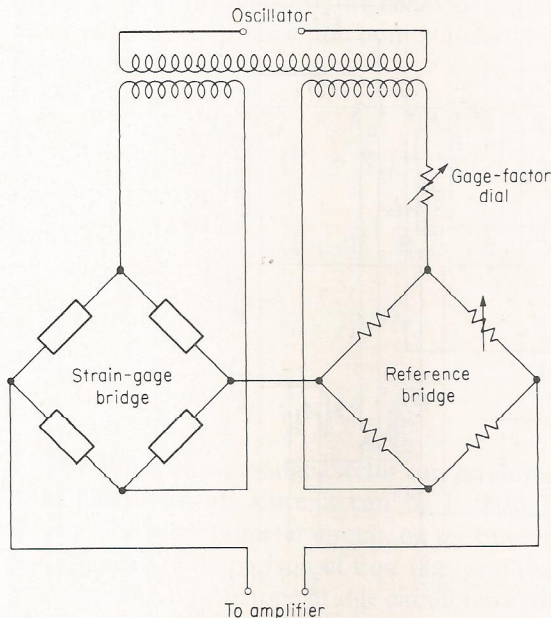 Oscillator
Gage-factor
dial
Strain-gage
bridge
Reference
bridge
To amplifier